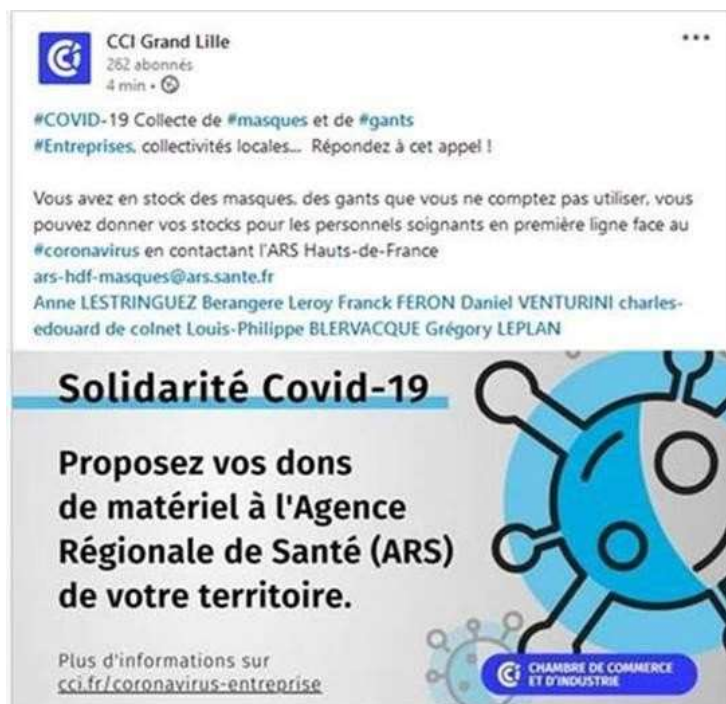 CCI Grand Lille
262 abonnés
4 min •
#COVID-19 Collecte de #masques et de #gants
#Entreprises, collectivités locales... Répondez à cet appel !
Vous avez en stock des masques, des gants que vous ne comptez pas utiliser, vous
pouvez donner vos stocks pour les personnels soignants en première ligne face au
#coronavirus en contactant l'ARS Hauts-de-France
ars-hdf-masques@ars.sante.fr
Anne LESTRINGUEZ Berangere Leroy Franck FERON Daniel VENTURINI charles-
edouard de colnet Louis-Philippe BLERVACQUE Grégory LEPLAN
Solidarité Covid-19
Proposez vos dons
de matériel à l'Agence
Régionale de Santé (ARS)
de votre territoire.
Plus d'informations sur
cci.fr/coronavirus-entreprise
CCI CHAMBRE DE COMMERCE
ET D'INDUSTRIE